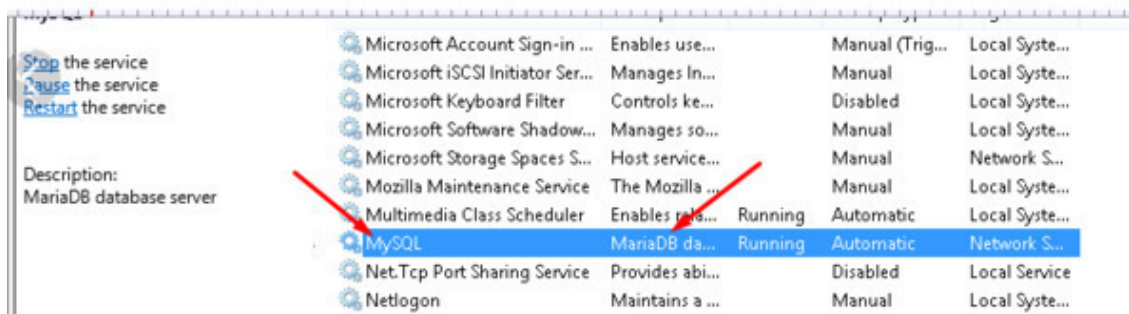 Stop the service
Pause the service
Restart the service
Description:
MariaDB database server
Microsoft Account Sign-in ... Enables use... Manual (Trig... Local Syste...
Microsoft iSCSI Initiator Ser... Manages In... Manual Local Syste...
Microsoft Keyboard Filter Controls ke... Disabled Local Syste...
Microsoft Software Shadow... Manages so... Manual Local Syste...
Microsoft Storage Spaces S... Host service... Manual Network S...
Mozilla Maintenance Service The Mozilla ... Manual Local Syste...
Multimedia Class Scheduler Enables rela... Running Automatic Local Syste...
MySQL MariaDB da... Running Automatic Network S...
Net.Tcp Port Sharing Service Provides abi... Disabled Local Service
Netlogon Maintains a ... Manual Local Syste...